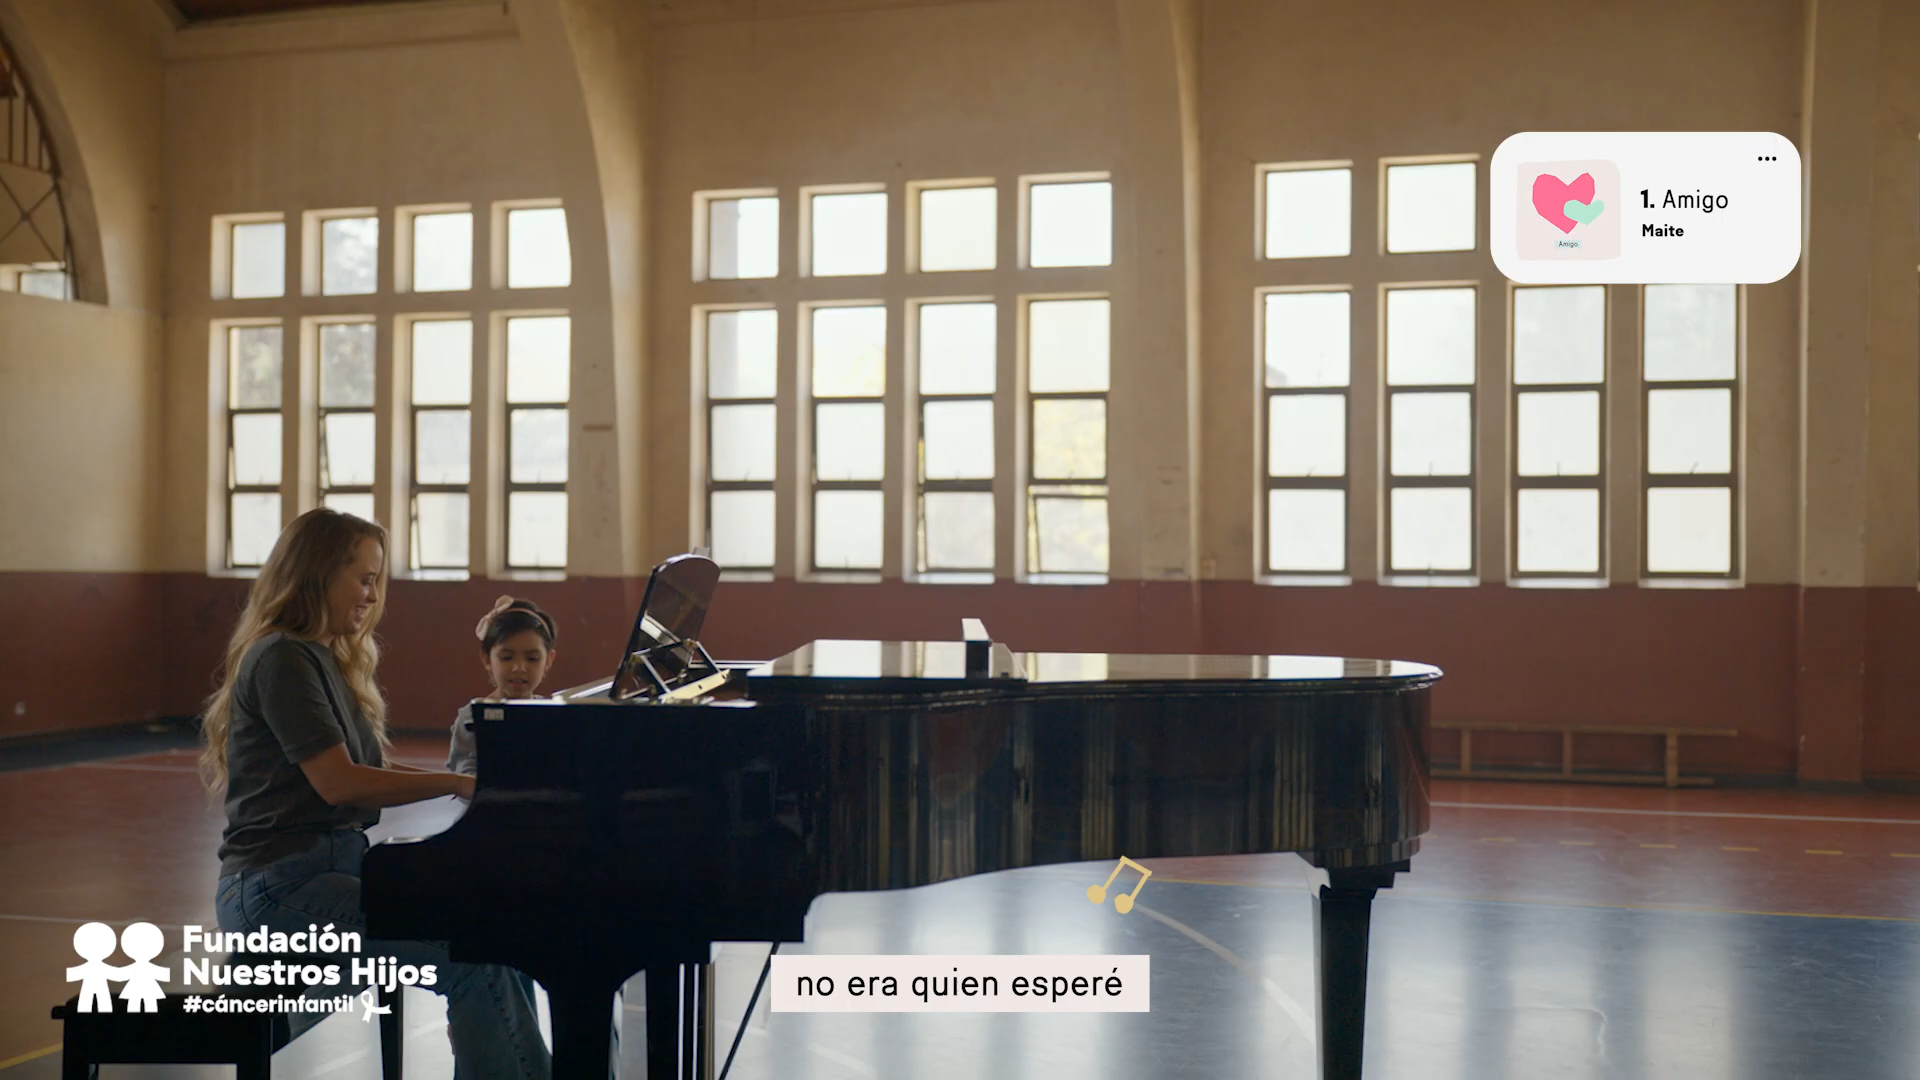 1. Amigo
Maite
Amigo
Fundación
Nuestros Hijos
#cáncerinfantil
no era quien esperé